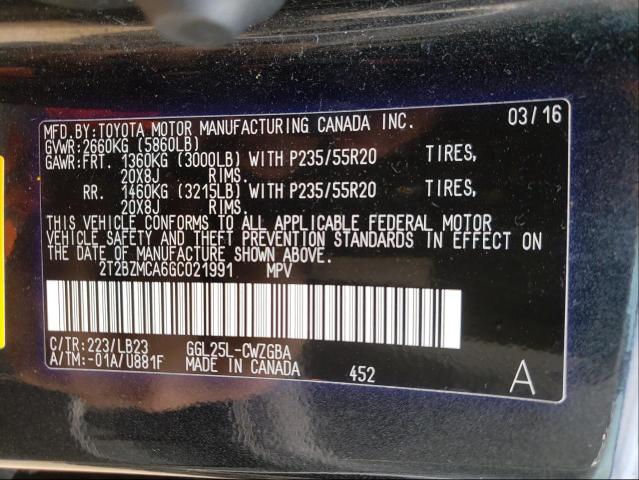 MFD.BY:TOYOTA MOTOR MANUFACTURING CANADA INC. 03/16
GVWR:2660KG (5860LB)
GAWR:FRT. 1360KG (3000LB) WITH P235/55R20 TIRES,
20X8J RIMS.
RR. 1460KG (3215LB) WITH P235/55R20 TIRES,
20X8J RIMS.
THIS VEHICLE CONFORMS TO ALL APPLICABLE FEDERAL MOTOR
VEHICLE SAFETY AND THEFT PREVENTION STANDARDS IN EFFECT ON
THE DATE OF MANUFACTURE SHOWN ABOVE.
2T2BZMCA6GC021991 MPV
C/TR:223/LB23 GGL25L-CWZGBA
A/TM:-01A/U881F MADE IN CANADA 452 A